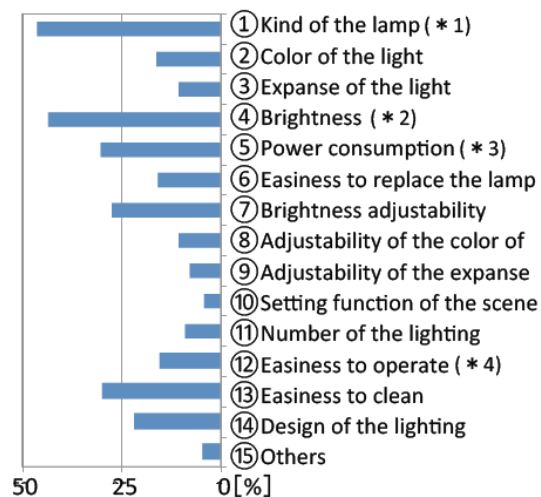 ①Kind of the lamp(*1)
②Color of the light
③Expanse of the light
④Brightness (*2)
⑤Power consumption(*3)
⑥Easiness to replace the lamp
⑦Brightness adjustability
⑧Adjustability of the color of
⑨Adjustability of the expanse
⑩Setting function of the scene
⑪Number of the lighting
⑫Easiness to operate(*4)
⑬Easiness to clean
⑭Design of the lighting
⑮Others
50 25 0[%]